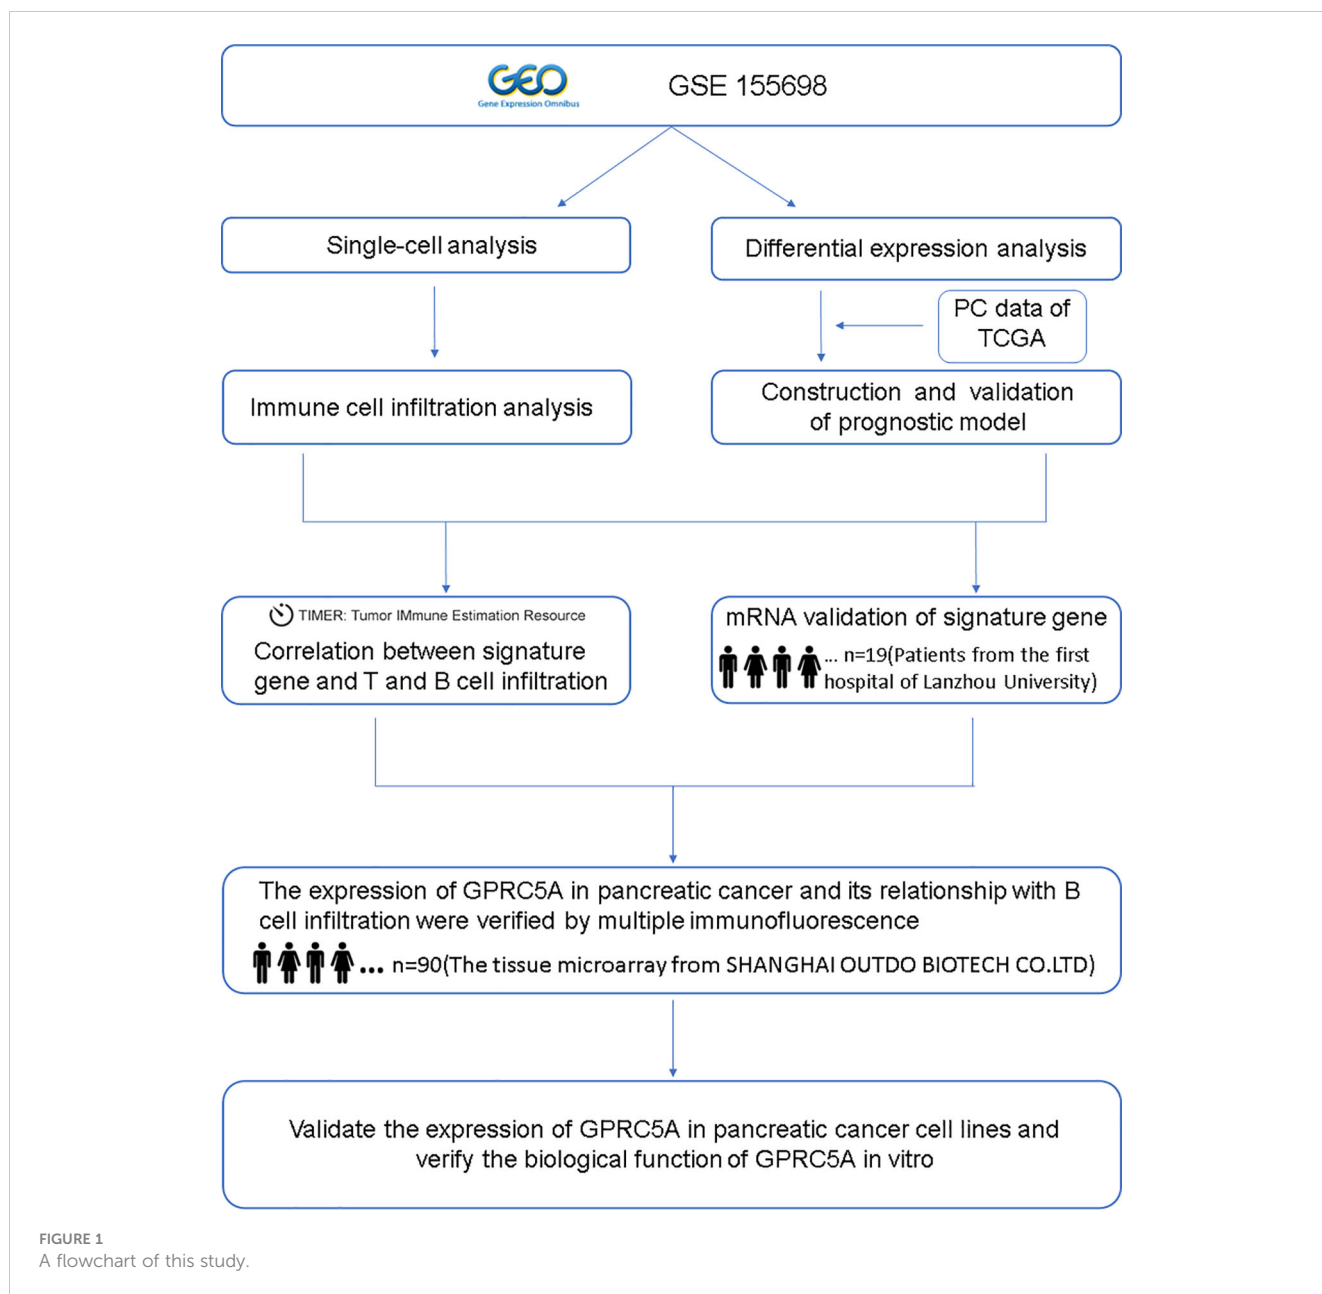 GEO
Gene Expression Omnibus
GSE 155698
Single-cell analysis
Differential expression analysis
PC data of
TCGA
Immune cell infiltration analysis
Construction and validation
of prognostic model
TIMER: Tumor IMmune Estimation Resource
Correlation between signature
gene and T and B cell infiltration
mRNA validation of signature gene
... n=19(Patients from the first
hospital of Lanzhou University)
The expression of GPRC5A in pancreatic cancer and its relationship with B
cell infiltration were verified by multiple immunofluorescence
... n=90(The tissue microarray from SHANGHAI OUTDO BIOTECH CO.LTD)
Validate the expression of GPRC5A in pancreatic cancer cell lines and
verify the biological function of GPRC5A in vitro
FIGURE 1
A flowchart of this study.